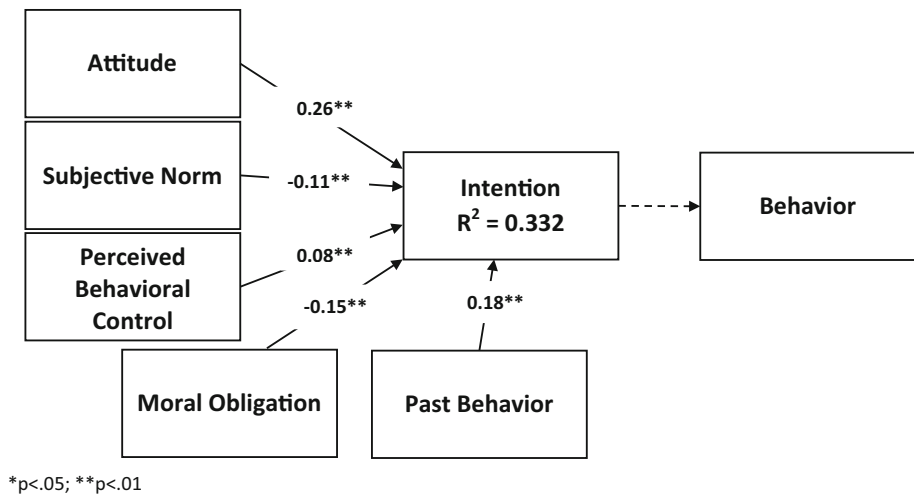 Attitude
0.26**
Subjective Norm
-0.11**
Intention
R² = 0.332
Behavior
Perceived
Behavioral
Control
0.08**
-0.15**
0.18**
Moral Obligation
Past Behavior
*p<.05; **p<.01